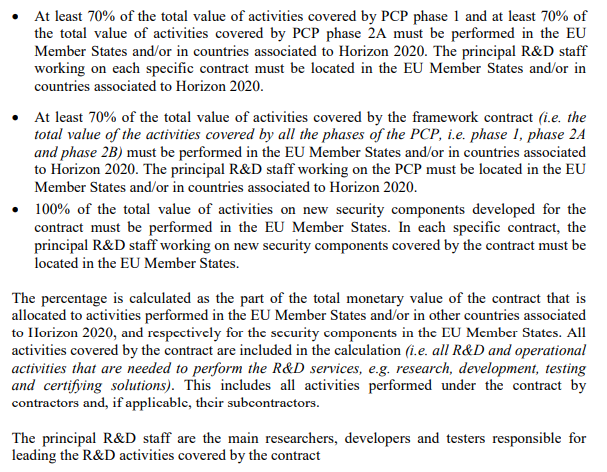 • At least 70% of the total value of activities covered by PCP phase 1 and at least 70% of
the total value of activities covered by PCP phase 2A must be performed in the EU
Member States and/or in countries associated to Horizon 2020. The principal R&D staff
working on each specific contract must be located in the EU Member States and/or in
countries associated to Horizon 2020.
• At least 70% of the total value of activities covered by the framework contract (i.e. the
total value of the activities covered by all the phases of the PCP, i.e. phase 1, phase 2A
and phase 2B) must be performed in the EU Member States and/or in countries associated
to Horizon 2020. The principal R&D staff working on the PCP must be located in the EU
Member States and/or in countries associated to Horizon 2020.
• 100% of the total value of activities on new security components developed for the
contract must be performed in the EU Member States. In each specific contract, the
principal R&D staff working on new security components covered by the contract must be
located in the EU Member States.
The percentage is calculated as the part of the total monetary value of the contract that is
allocated to activities performed in the EU Member States and/or in other countries associated
to Horizon 2020, and respectively for the security components in the EU Member States. All
activities covered by the contract are included in the calculation (i.e. all R&D and operational
activities that are needed to perform the R&D services, e.g. research, development, testing
and certifying solutions). This includes all activities performed under the contract by
contractors and, if applicable, their subcontractors.
The principal R&D staff are the main researchers, developers and testers responsible for
leading the R&D activities covered by the contract